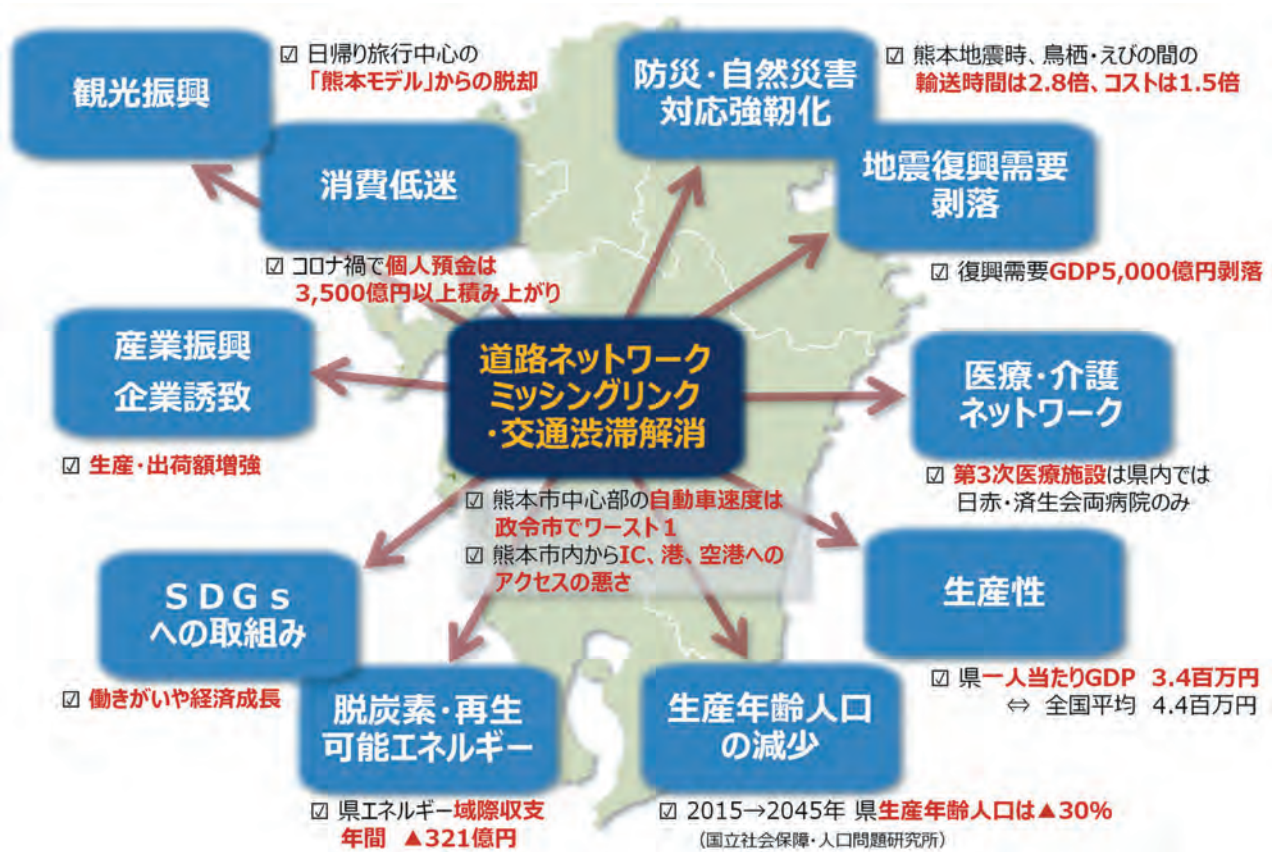 観光振興
☑ 日帰り旅行中心の
「熊本モデル」からの脱却
消費低迷
☑ コロナ禍で個人預金は
3,500億円以上積み上がり
防災・自然災害
対応強靭化
☑ 熊本地震時、鳥栖・えびの間の
輸送時間は2.8倍、コストは1.5倍
地震復興需要
剥落
☑ 復興需要GDP5,000億円剥落
産業振興
企業誘致
☑ 生産・出荷額増強
道路ネットワーク
ミッシングリンク
・交通渋滞解消
☑ 熊本市中心部の自動車速度は
政令市でワースト1
☑ 熊本市内からIC、港、空港への
アクセスの悪さ
医療・介護
ネットワーク
☑ 第3次医療施設は県内では
日赤・済生会両病院のみ
SDGs
への取組み
☑ 働きがいや経済成長
脱炭素・再生
可能エネルギー
☑ 県エネルギー域際収支
年間 ▲321億円
生産年齢人口
の減少
☑ 2015→2045年 県生産年齢人口は▲30%
(国立社会保障・人口問題研究所)
生産性
☑ 県一人当たりGDP 3.4百万円
⇔ 全国平均 4.4百万円